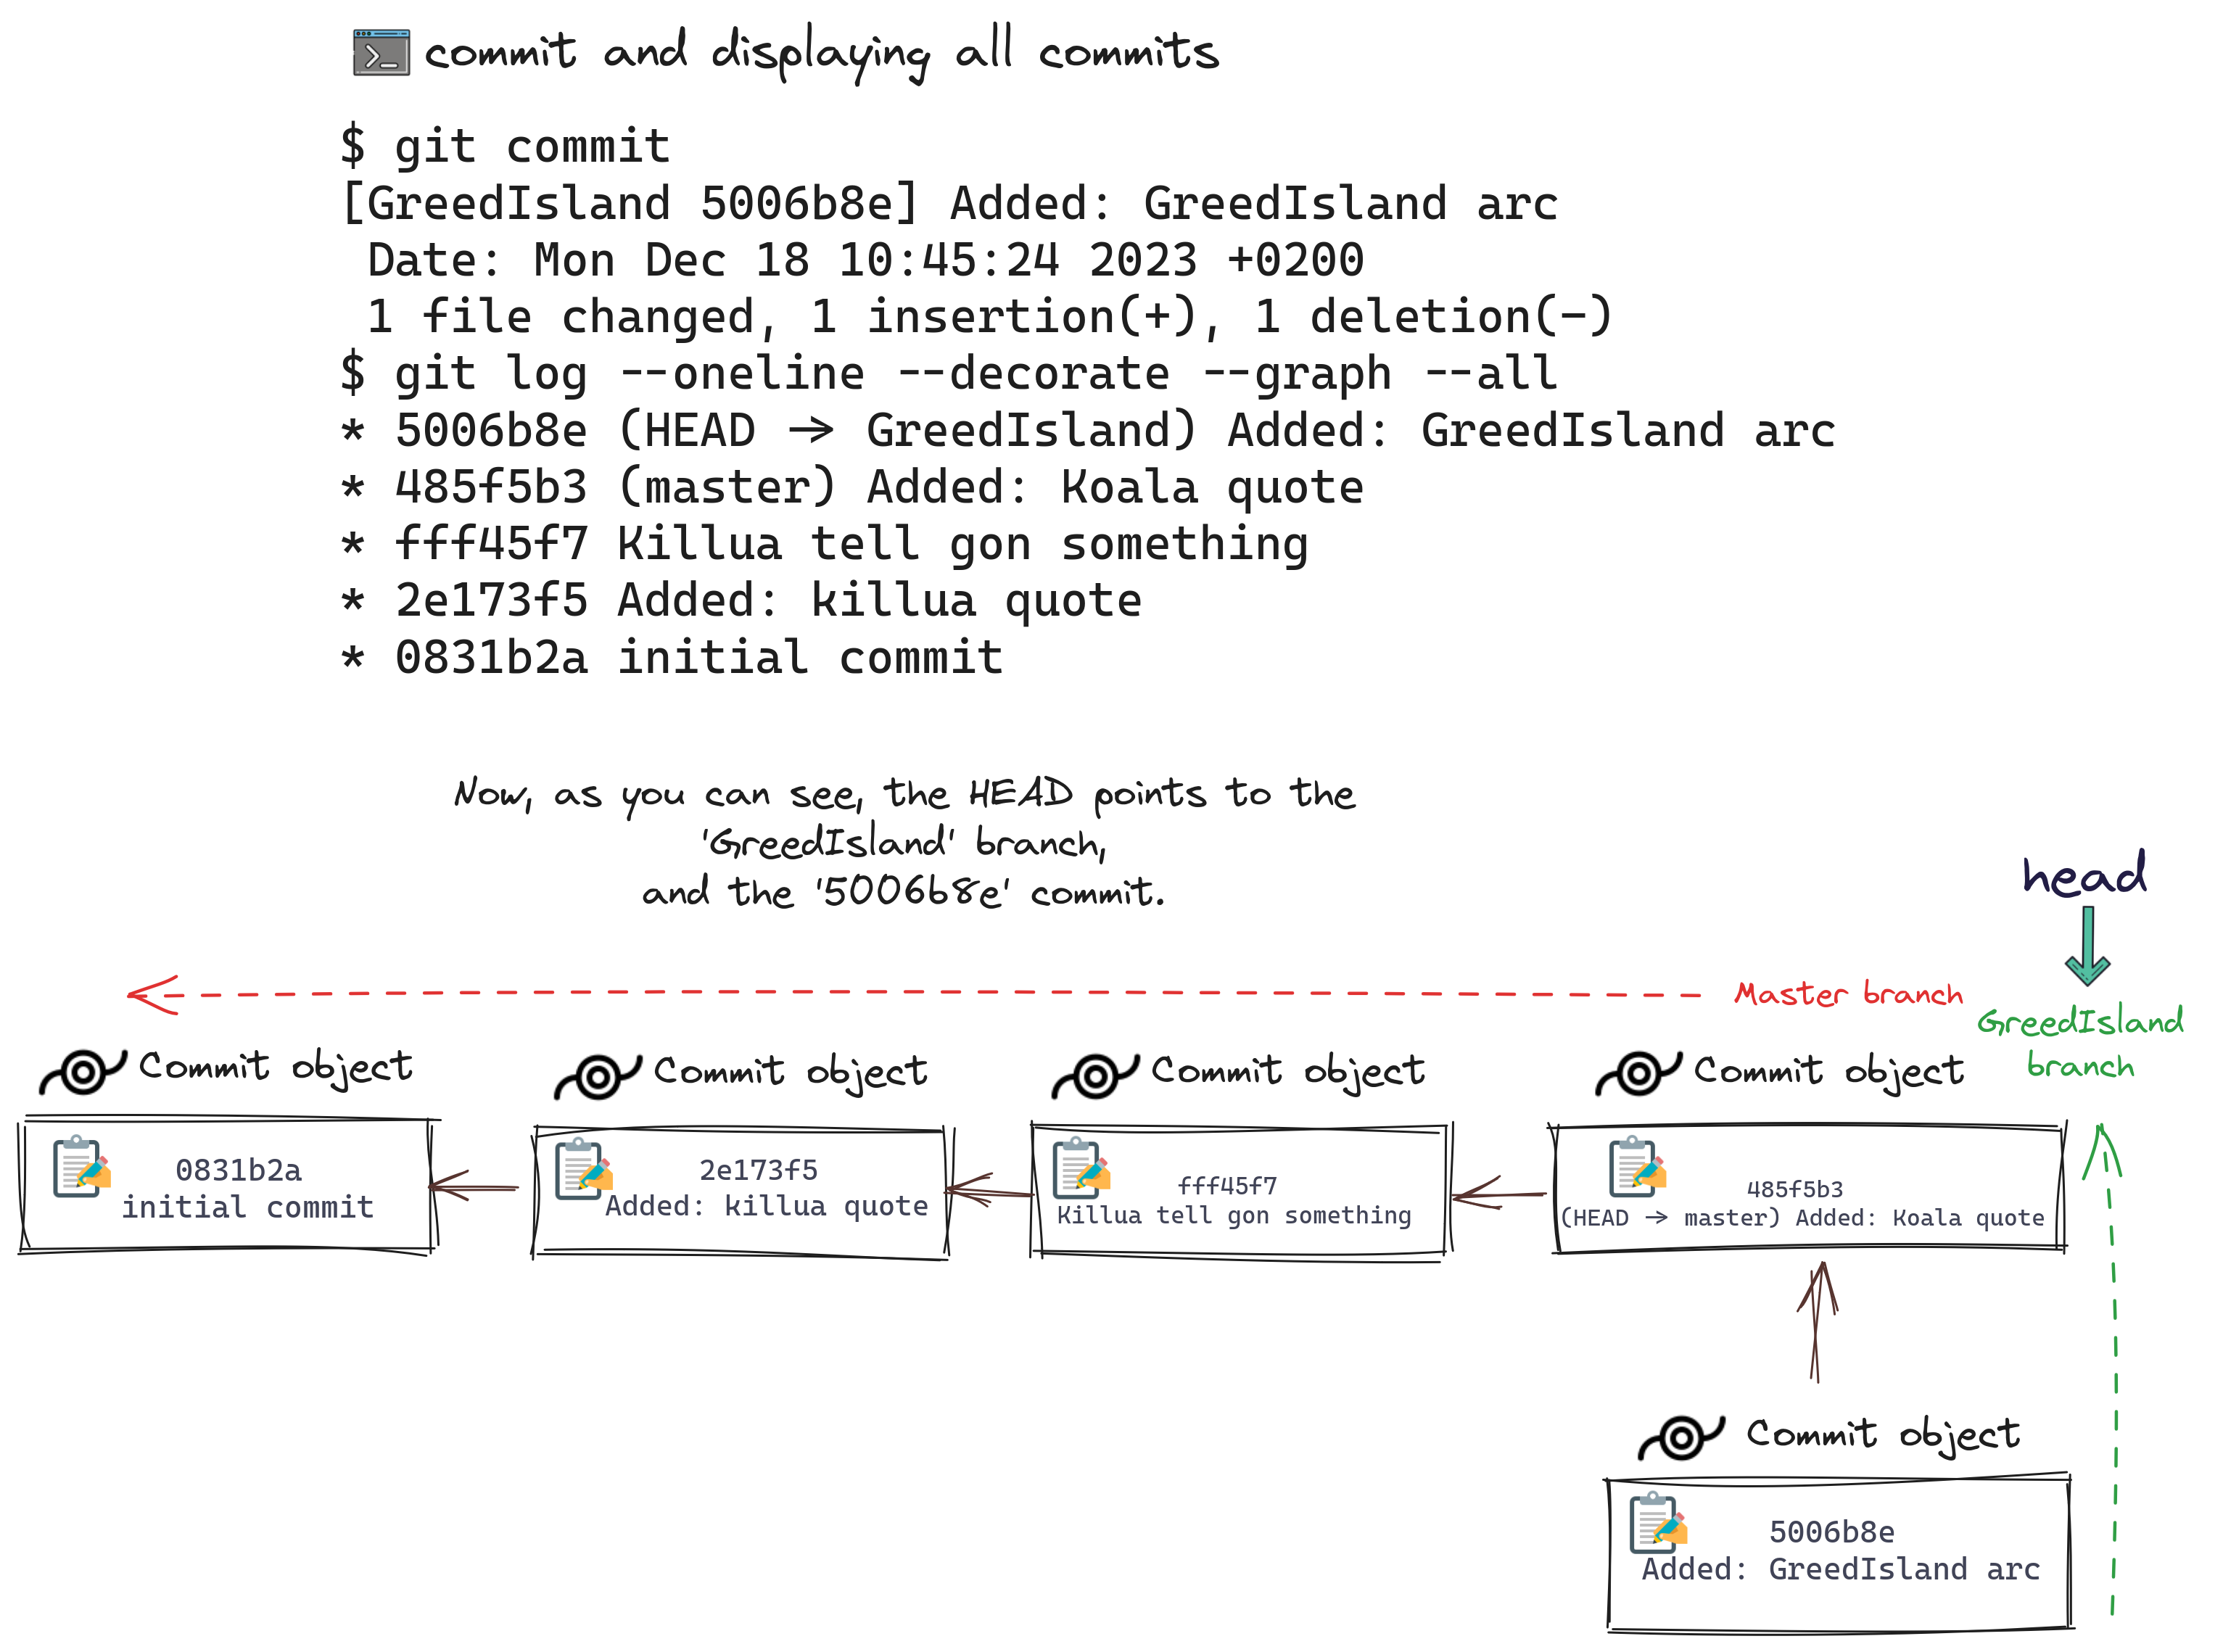 commit and displaying all commits
$ git commit
[GreedIsland 5006b8e] Added: GreedIsland arc
Date: Mon Dec 18 10:45:24 2023 +0200
1 file changed, 1 insertion(+), 1 deletion(-)
$ git log --oneline --decorate --graph --all
* 5006b8e (HEAD -> GreedIsland) Added: GreedIsland arc
* 485f5b3 (master) Added: Koala quote
* fff45f7 Killua tell gon something
* 2e173f5 Added: killua quote
* 0831b2a initial commit
Now, as you can see, the HEAD points to the
'GreedIsland' branch,
and the '5006b8e' commit.
head
Master branch
GreedIsland
branch
Commit object
0831b2a
initial commit
Commit object
2e173f5
Added: killua quote
Commit object
fff45f7
Killua tell gon something
Commit object
485f5b3
(HEAD -> master) Added: Koala quote
Commit object
5006b8e
Added: GreedIsland arc